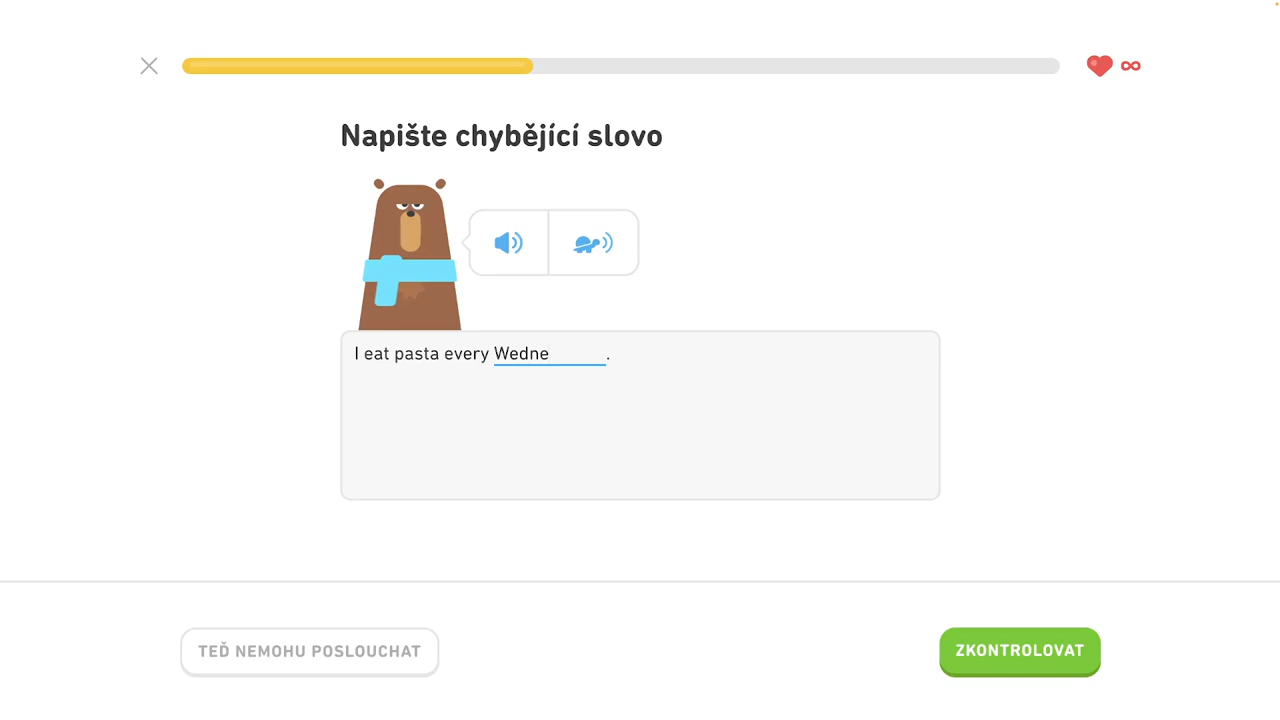 Napište chybějící slovo
I eat pasta every Wedne.
TEĎ NEMOHU POSLOUCHAT
ZKONTROLOVAT